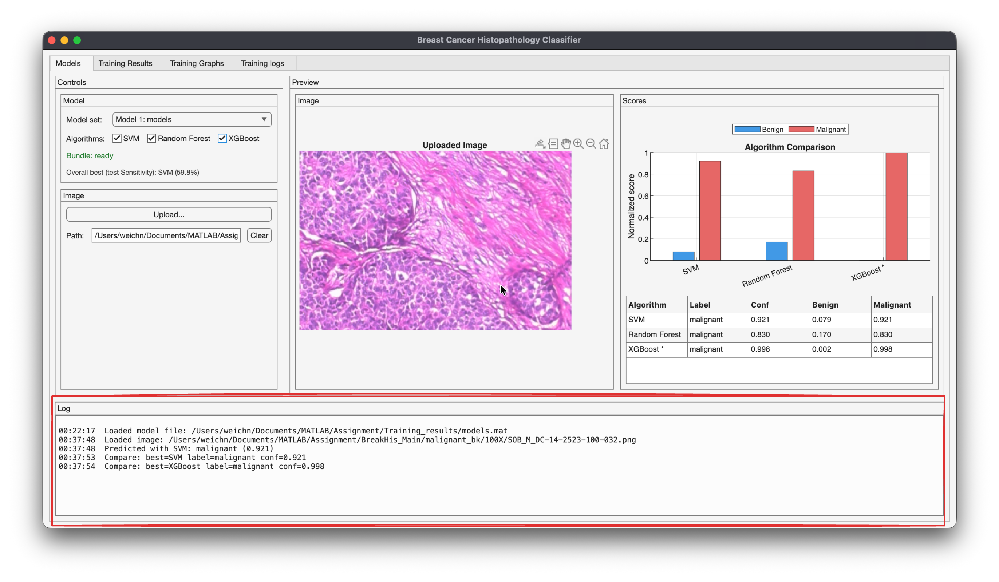 Breast Cancer Histopathology Classifier
Models
Training Results
Training Graphs
Training logs
Controls
Model
Model set:
Model 1: models
Algorithms:
SVM
Random Forest
XGBoost
Bundle: ready
Overall best (test Sensitivity): SVM (59.8%)
Image
Upload...
Path:
/Users/weichn/Documents/MATLAB/Assig
Clear
Preview
Image
Uploaded Image
Scores
Benign
Malignant
Algorithm Comparison
Normalized score
1
0.8
0.6
0.4
0.2
0
SVM
Random Forest
XGBoost *
Algorithm Label Conf Benign Malignant
SVM malignant 0.921 0.079 0.921
Random Forest malignant 0.830 0.170 0.830
XGBoost * malignant 0.998 0.002 0.998
Log
00:22:17  Loaded model file: /Users/weichn/Documents/MATLAB/Assignment/Training_results/models.mat
00:37:48  Loaded image: /Users/weichn/Documents/MATLAB/Assignment/BreakHis_Main/malignant_bk/100X/SOB_M_DC-14-2523-100-032.png
00:37:48  Predicted with SVM: malignant (0.921)
00:37:53  Compare: best=SVM label=malignant conf=0.921
00:37:54  Compare: best=XGBoost label=malignant conf=0.998